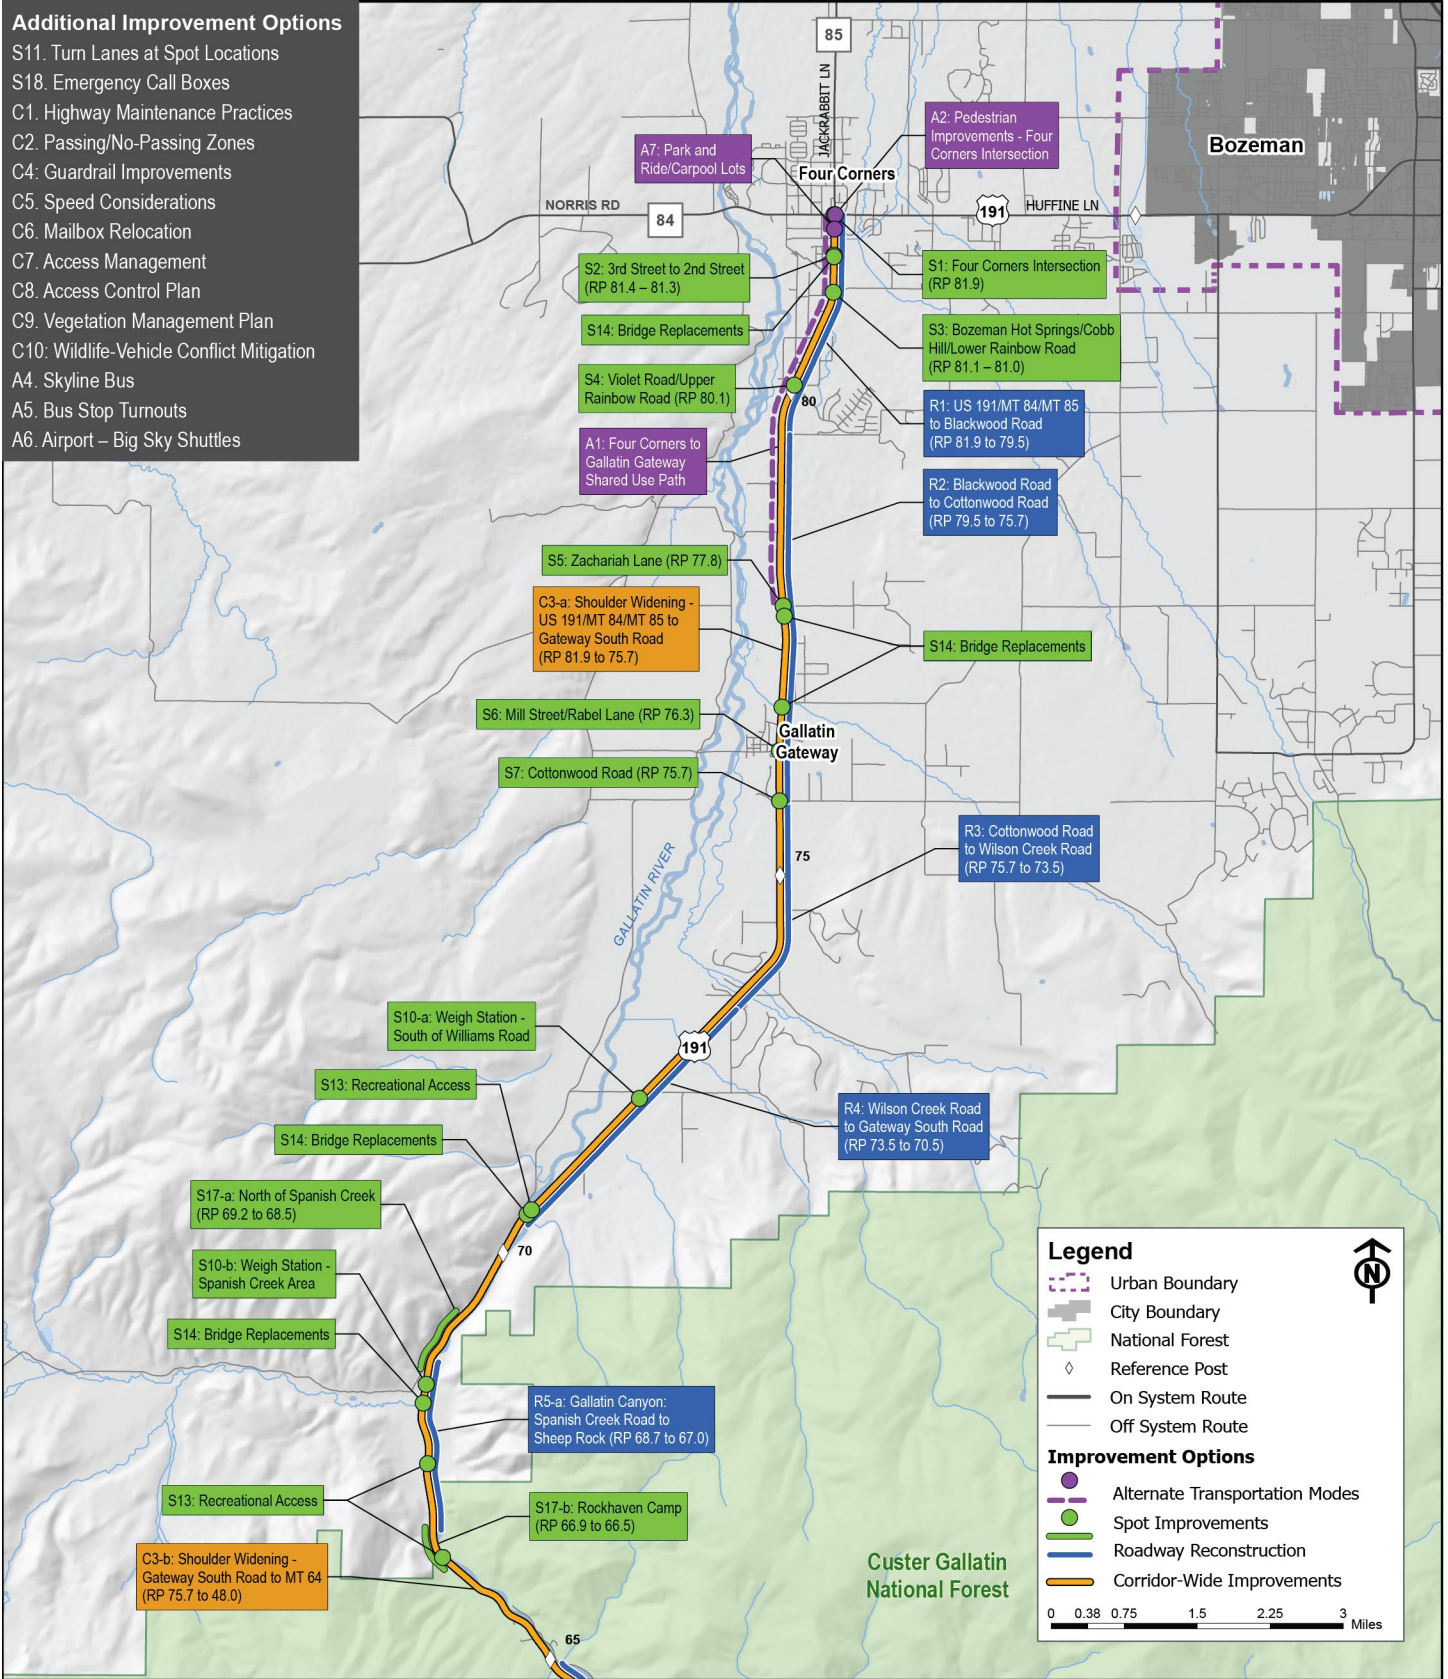 Additional Improvement Options
S11. Turn Lanes at Spot Locations
S18. Emergency Call Boxes
C1. Highway Maintenance Practices
C2. Passing/No-Passing Zones
C4: Guardrail Improvements
C5. Speed Considerations
C6. Mailbox Relocation
C7. Access Management
C8. Access Control Plan
C9. Vegetation Management Plan
C10: Wildlife-Vehicle Conflict Mitigation
A4. Skyline Bus
A5. Bus Stop Turnouts
A6. Airport – Big Sky Shuttles
85
JACKRABBIT LN
A7: Park and
Ride/Carpool Lots
A2: Pedestrian
Improvements - Four
Corners Intersection
Bozeman
Four Corners
NORRIS RD
84
191
HUFFINE LN
S2: 3rd Street to 2nd Street
(RP 81.4 – 81.3)
S1: Four Corners Intersection
(RP 81.9)
S14: Bridge Replacements
S3: Bozeman Hot Springs/Cobb
Hill/Lower Rainbow Road
(RP 81.1 – 81.0)
S4: Violet Road/Upper
Rainbow Road (RP 80.1)
80
R1: US 191/MT 84/MT 85
to Blackwood Road
(RP 81.9 to 79.5)
A1: Four Corners to
Gallatin Gateway
Shared Use Path
R2: Blackwood Road
to Cottonwood Road
(RP 79.5 to 75.7)
S5: Zachariah Lane (RP 77.8)
C3-a: Shoulder Widening -
US 191/MT 84/MT 85 to
Gateway South Road
(RP 81.9 to 75.7)
S14: Bridge Replacements
S6: Mill Street/Rabel Lane (RP 76.3)
Gallatin
Gateway
S7: Cottonwood Road (RP 75.7)
75
R3: Cottonwood Road
to Wilson Creek Road
(RP 75.7 to 73.5)
GALLATIN RIVER
S10-a: Weigh Station -
South of Williams Road
191
S13: Recreational Access
R4: Wilson Creek Road
to Gateway South Road
(RP 73.5 to 70.5)
S14: Bridge Replacements
S17-a: North of Spanish Creek
(RP 69.2 to 68.5)
70
S10-b: Weigh Station -
Spanish Creek Area
S14: Bridge Replacements
R5-a: Gallatin Canyon:
Spanish Creek Road to
Sheep Rock (RP 68.7 to 67.0)
S13: Recreational Access
S17-b: Rockhaven Camp
(RP 66.9 to 66.5)
C3-b: Shoulder Widening -
Gateway South Road to MT 64
(RP 75.7 to 48.0)
65
Custer Gallatin
National Forest
Legend
N
Urban Boundary
City Boundary
National Forest
Reference Post
On System Route
Off System Route
Improvement Options
Alternate Transportation Modes
Spot Improvements
Roadway Reconstruction
Corridor-Wide Improvements
0 0.38 0.75 1.5 2.25 3
Miles